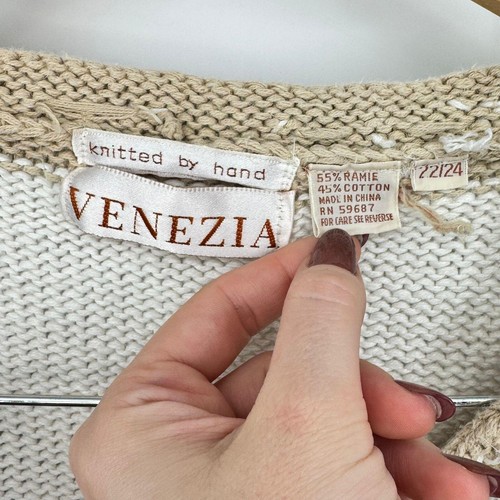 knitted by hand
VENEZIA
55% RAMIE
45% COTTON
MADE IN CHINA
RN 59687
FOR CARE SEE REVERSE
22/24